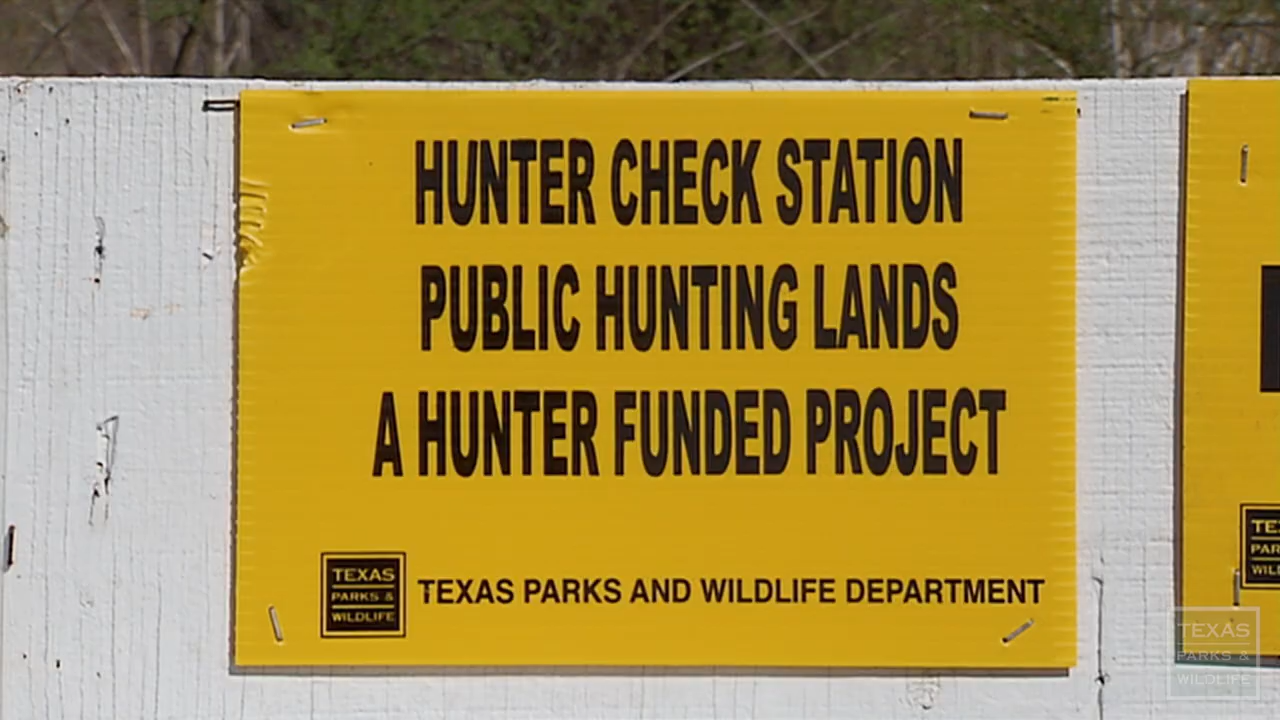 HUNTER CHECK STATION
PUBLIC HUNTING LANDS
A HUNTER FUNDED PROJECT
TEXAS
PARKS &
WILDLIFE
TEXAS PARKS AND WILDLIFE DEPARTMENT
TEXAS
PARKS &
WILDLIFE